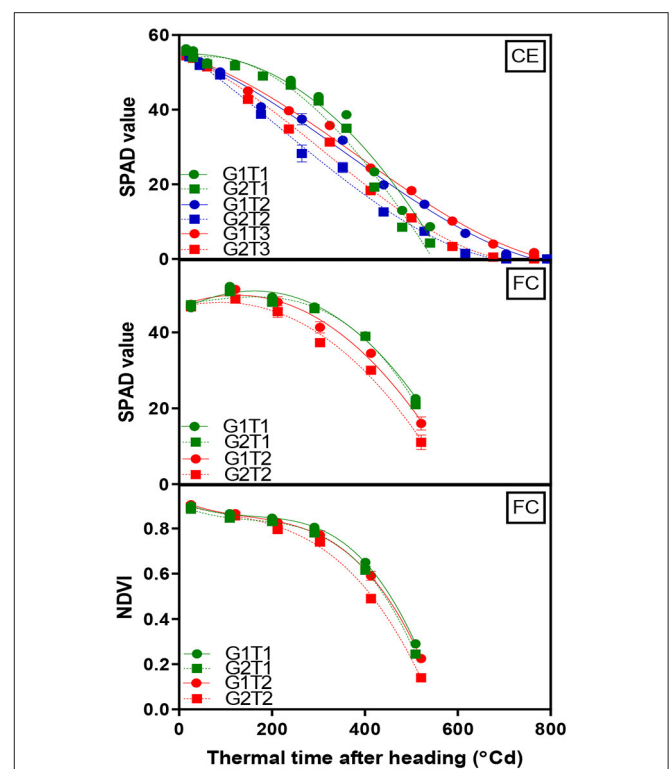 60
CE
40
SPAD value
20
G1T1
G2T1
G1T2
G2T2
G1T3
G2T3
0
FC
40
SPAD value
20
G1T1
G2T1
G1T2
G2T2
0
FC
0.8
0.6
NDVI
0.4
G1T1
0.2
G2T1
G1T2
G2T2
0.0
0 200 400 600 800
Thermal time after heading (°Cd)